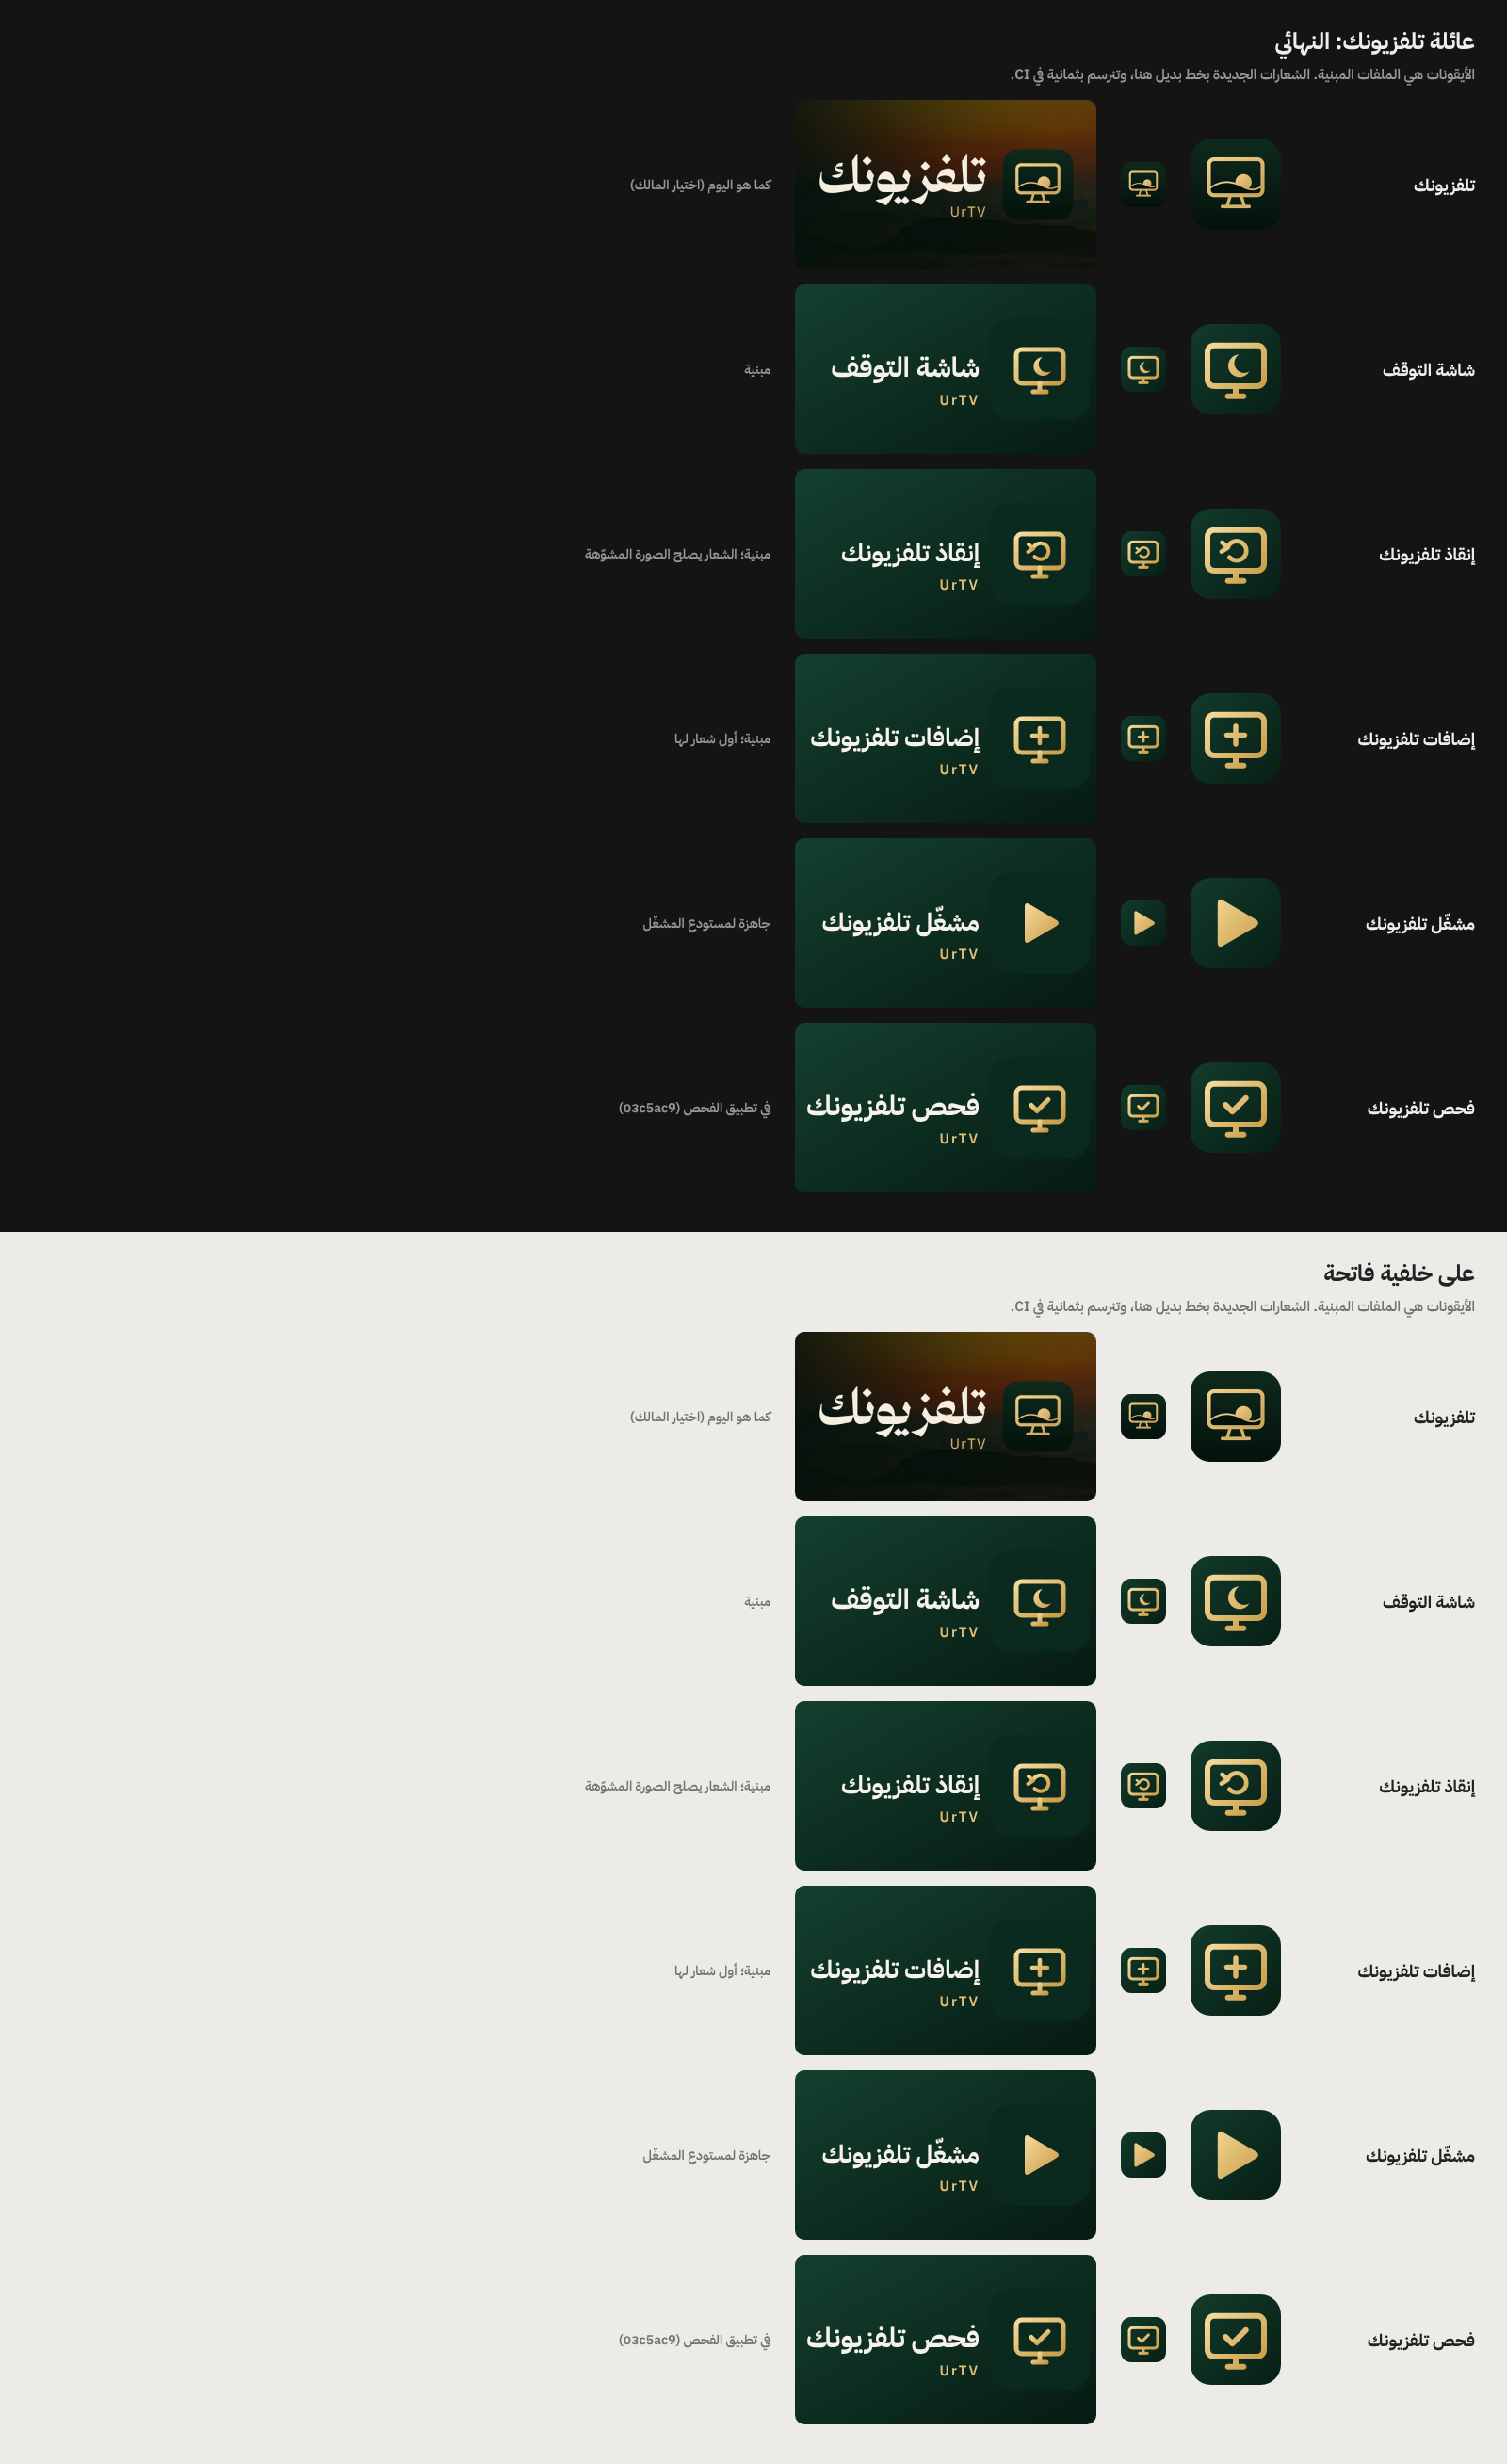 عائلة تلفزيونك: النهائي
الأيقونات هي الملفات المبنية. الشعارات الجديدة بخط بديل هنا، وتترسم بثمانية في CI.
تلفزيونك
تلفزيونك
UrTV
كما هو اليوم (اختيار المالك)
شاشة التوقف
شاشة التوقف
UrTV
مبنية
إنقاذ تلفزيونك
إنقاذ تلفزيونك
UrTV
مبنية؛ الشعار يصلح الصورة المشوّهة
إضافات تلفزيونك
إضافات تلفزيونك
UrTV
مبنية؛ أول شعار لها
مشغّل تلفزيونك
مشغّل تلفزيونك
UrTV
جاهزة لمستودع المشغّل
فحص تلفزيونك
فحص تلفزيونك
UrTV
في تطبيق الفحص (03c5ac9)
على خلفية فاتحة
الأيقونات هي الملفات المبنية. الشعارات الجديدة بخط بديل هنا، وتترسم بثمانية في CI.
تلفزيونك
تلفزيونك
UrTV
كما هو اليوم (اختيار المالك)
شاشة التوقف
شاشة التوقف
UrTV
مبنية
إنقاذ تلفزيونك
إنقاذ تلفزيونك
UrTV
مبنية؛ الشعار يصلح الصورة المشوّهة
إضافات تلفزيونك
إضافات تلفزيونك
UrTV
مبنية؛ أول شعار لها
مشغّل تلفزيونك
مشغّل تلفزيونك
UrTV
جاهزة لمستودع المشغّل
فحص تلفزيونك
فحص تلفزيونك
UrTV
في تطبيق الفحص (03c5ac9)